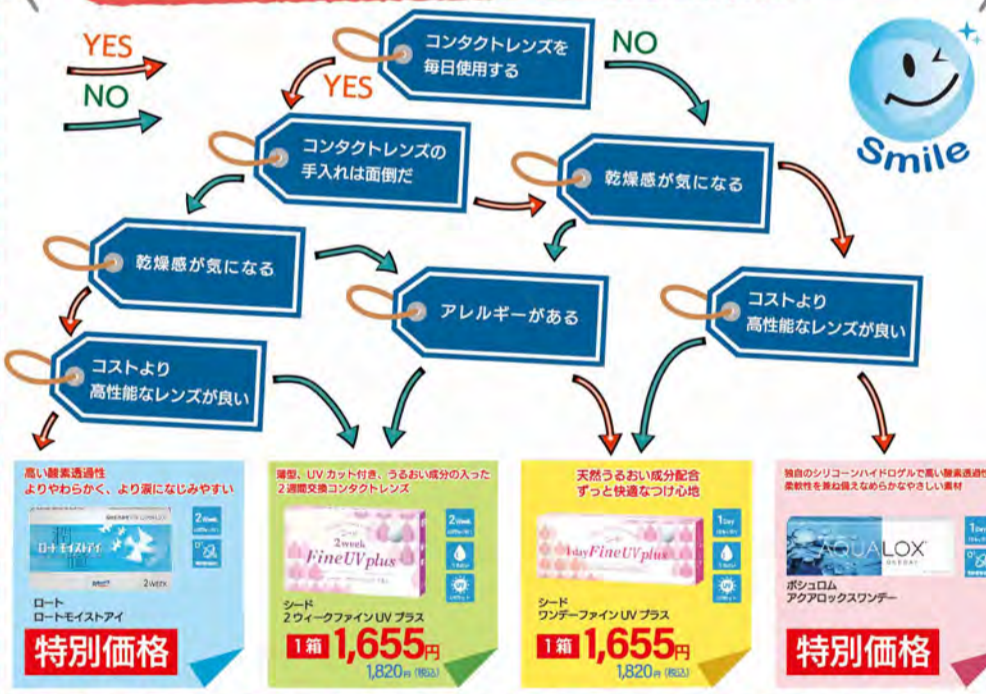 YES
NO
コンタクトレンズを
毎日使用する
YES
NO
Smile
コンタクトレンズの
手入れは面倒だ
乾燥感が気になる
乾燥感が気になる
アレルギーがある
コストより
高性能なレンズが良い
コストより
高性能なレンズが良い
高い酸素透過性
よりやわらかく、より涙になじみやすい
ロート モイストアイ
2WEEK
2Week
ロート
ロートモイストアイ
特別価格
薄型、UVカット付き、うるおい成分の入った
2週間交換コンタクトレンズ
シード
2week
FineUVplus
2Week
UV
シード
2ウィークファインUVプラス
1箱1,655円
1,820円(税込)
天然うるおい成分配合
ずっと快適なつけ心地
シード
1dayFineUVplus
1Day
UV
シード
ワンデーファインUVプラス
1箱1,655円
1,820円(税込)
独自のシリコーンハイドロゲルで高い酸素透過性
柔軟性を兼ね備えなめらかなやさしい素材
AQUALOX
ONEDAY
1Day
ボシュロム
アクアロックスワンデー
特別価格